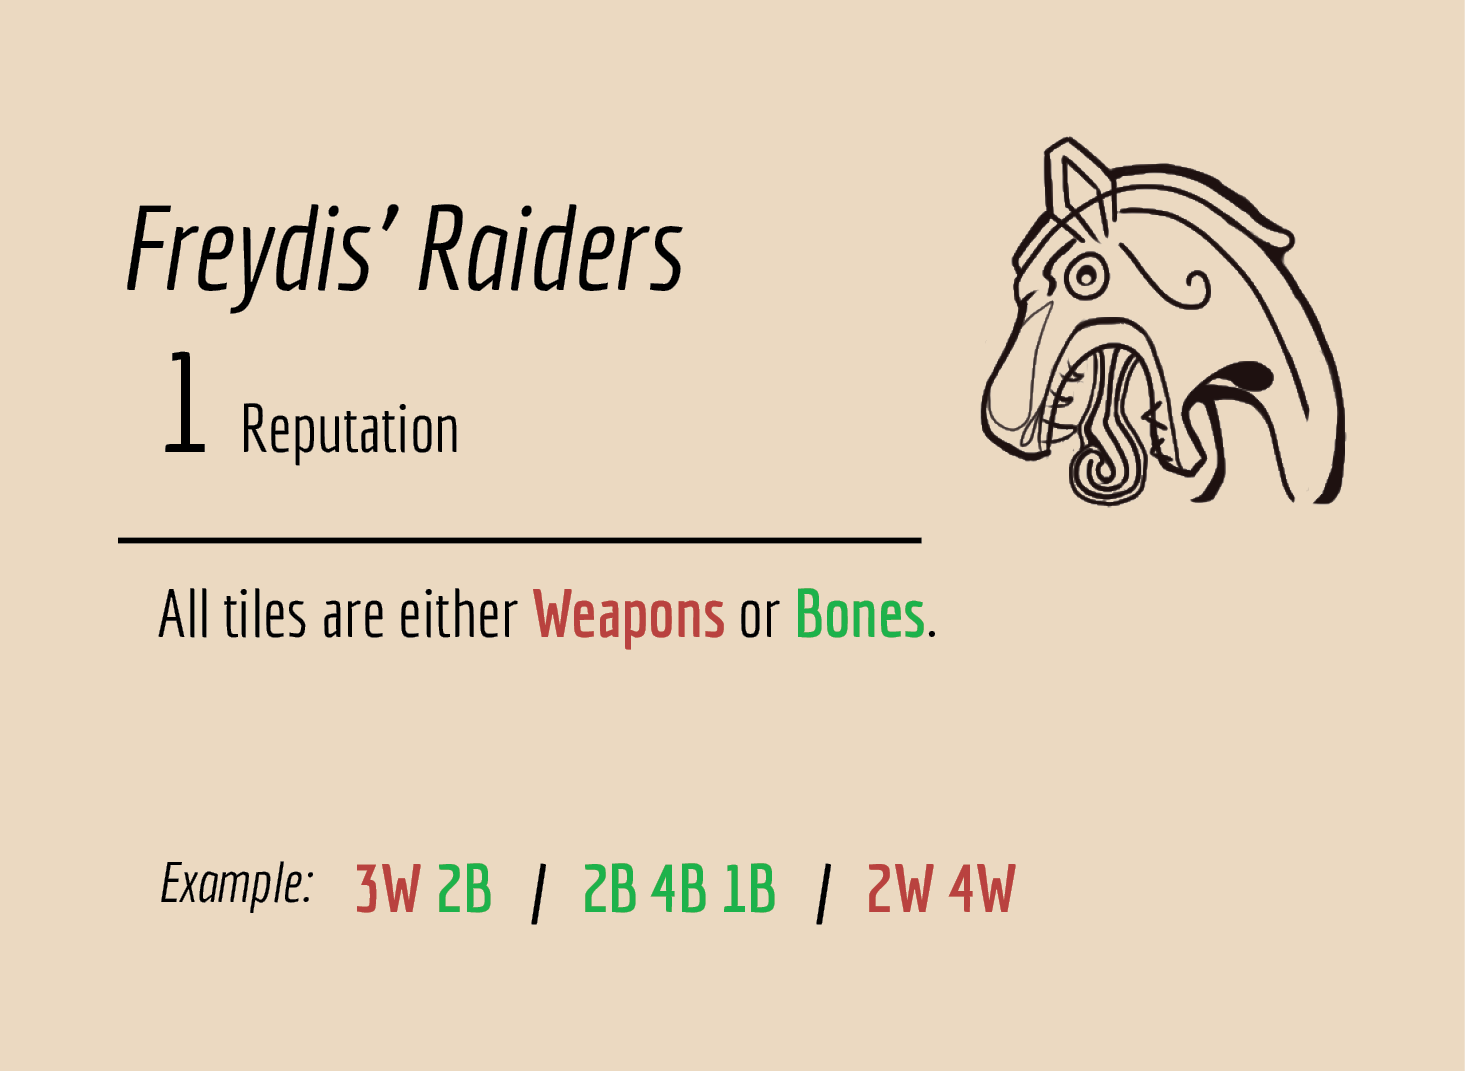 Freydis’ Raiders
1 Reputation
All tiles are either Weapons or Bones.
Example: 3W 2B / 2B 4B 1B / 2W 4W